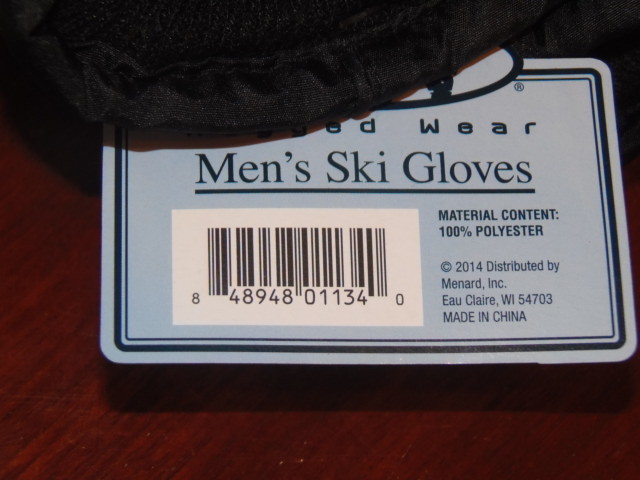 ®
Rugged Wear
Men's Ski Gloves
MATERIAL CONTENT:
100% POLYESTER
© 2014 Distributed by
Menard, Inc.
Eau Claire, WI 54703
MADE IN CHINA
8 48948 01134 0